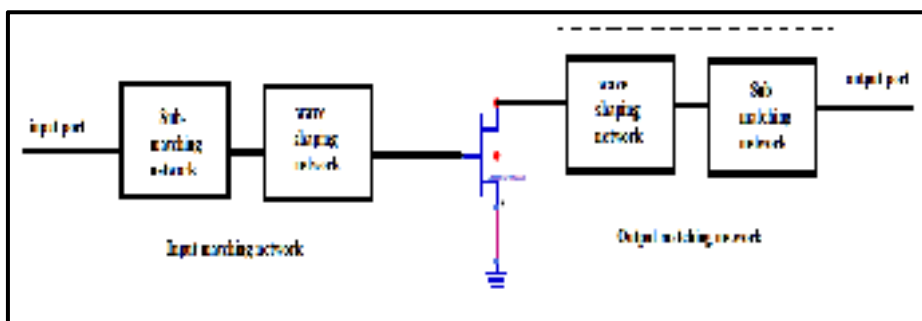 input port
Sub-
matching
network
wave
shaping
network
wave
shaping
network
Sub
matching
network
output port
Input matching network
Output matching network